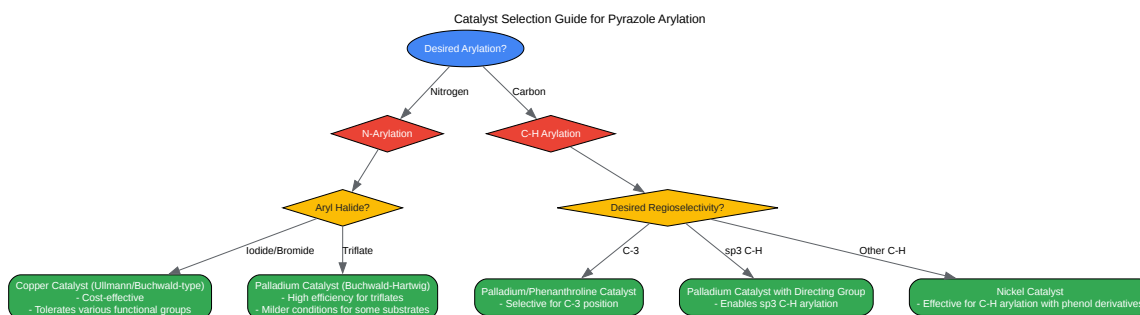 Catalyst Selection Guide for Pyrazole Arylation
Desired Arylation?
Nitrogen
Carbon
N-Arylation
C-H Arylation
Aryl Halide?
Desired Regioselectivity?
Iodide/Bromide
Triflate
C-3
sp3 C-H
Other C-H
Copper Catalyst (Ullmann/Buchwald-type)
- Cost-effective
- Tolerates various functional groups
Palladium Catalyst (Buchwald-Hartwig)
- High efficiency for triflates
- Milder conditions for some substrates
Palladium/Phenanthroline Catalyst
- Selective for C-3 position
Palladium Catalyst with Directing Group
- Enables sp3 C-H arylation
Nickel Catalyst
- Effective for C-H arylation with phenol derivatives